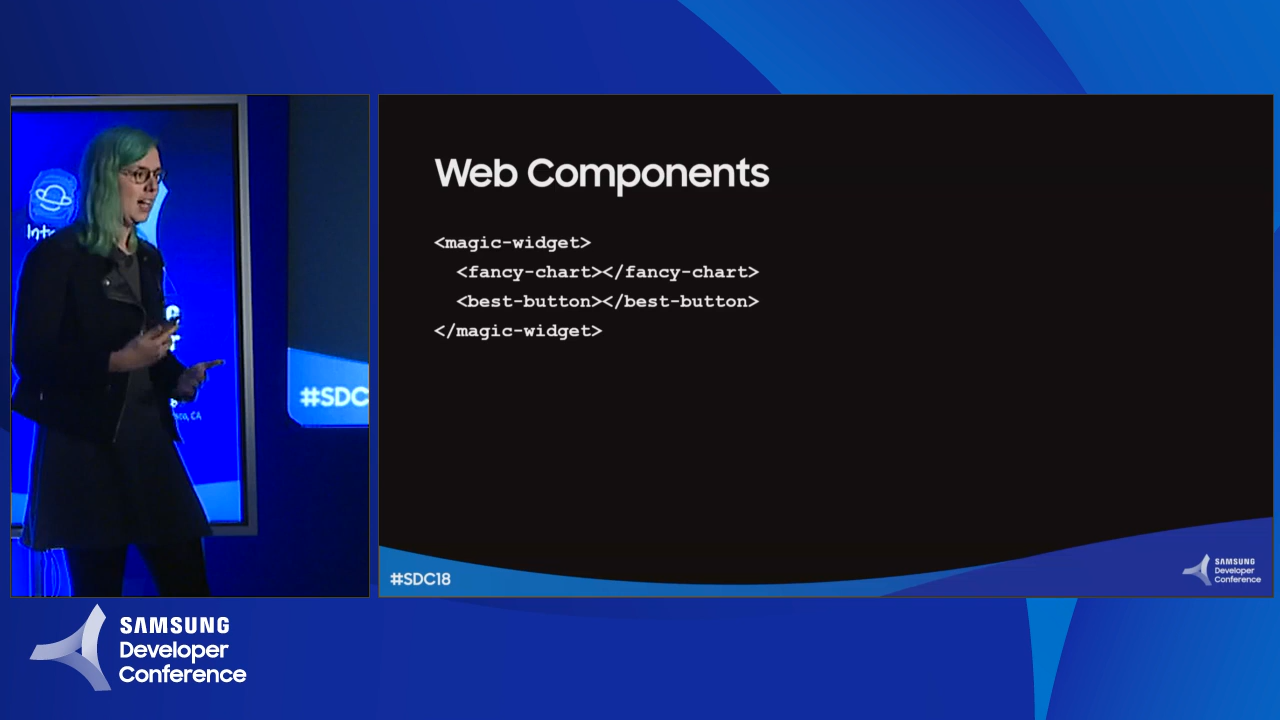 Web Components
<magic-widget>
<fancy-chart></fancy-chart>
<best-button></best-button>
</magic-widget>
#SDC18
SAMSUNG
Developer
Conference
#SDC
SAMSUNG
Developer
Conference